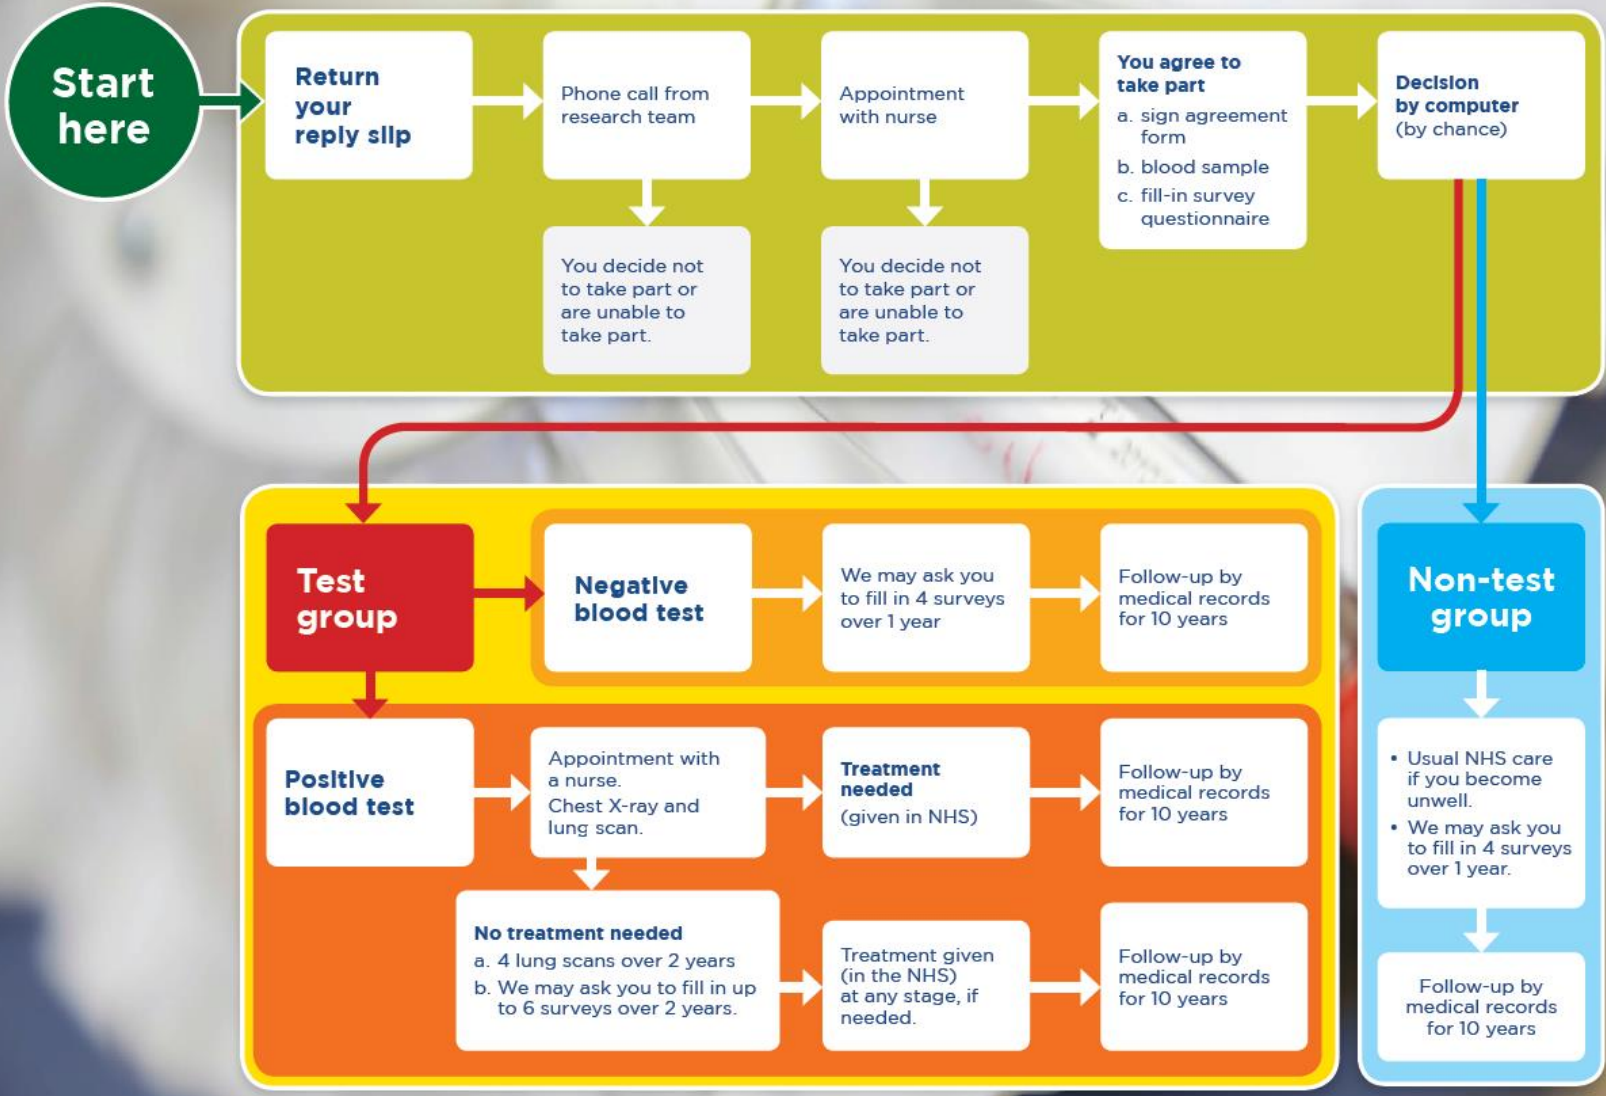 Start
here
Return
your
reply slip
Phone call from
research team
Appointment
with nurse
You agree to
take part
a. sign agreement
form
b. blood sample
c. fill-in survey
questionnaire
Decision
by computer
(by chance)
You decide not
to take part or
are unable to
take part.
You decide not
to take part or
are unable to
take part.
Test
group
Negative
blood test
We may ask you
to fill in 4 surveys
over 1 year
Follow-up by
medical records
for 10 years
Positive
blood test
Appointment with
a nurse.
Chest X-ray and
lung scan.
Treatment
needed
(given in NHS)
Follow-up by
medical records
for 10 years
No treatment needed
a. 4 lung scans over 2 years
b. We may ask you to fill in up
to 6 surveys over 2 years.
Treatment given
(in the NHS)
at any stage, if
needed.
Follow-up by
medical records
for 10 years
Non-test
group
• Usual NHS care
if you become
unwell.
• We may ask you
to fill in 4 surveys
over 1 year.
Follow-up by
medical records
for 10 years